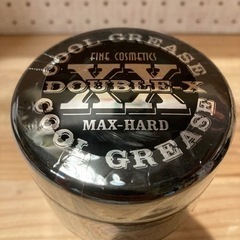 COOL GREASE
FINE COSMETICS
XX
DOUBLE-X
MAX-HARD
COOL GREASE